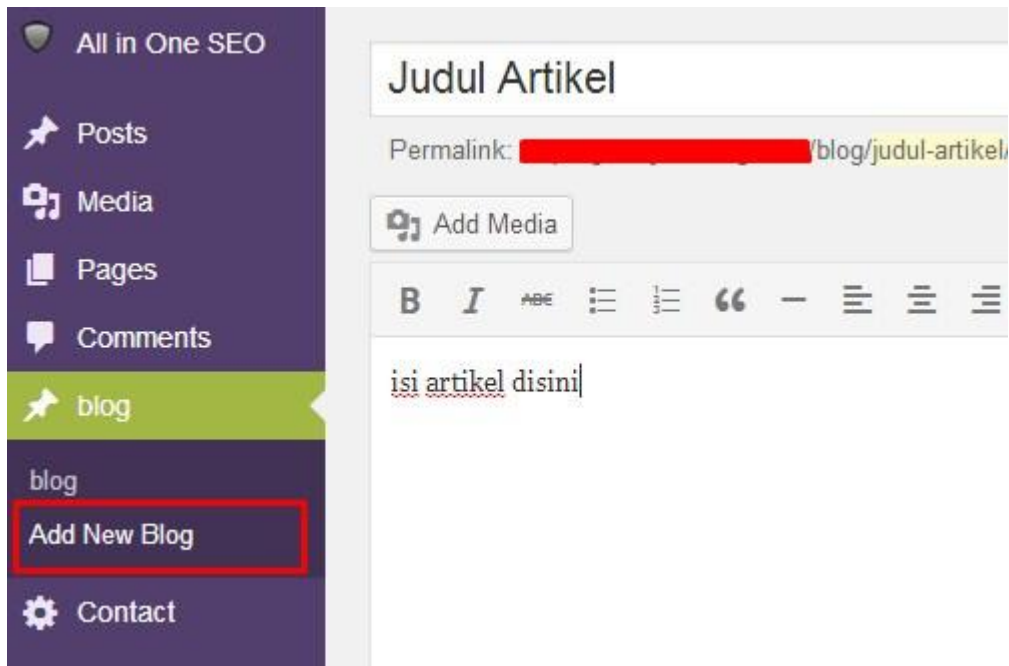 All in One SEO
Posts
Media
Pages
Comments
blog
blog
Add New Blog
Contact
Judul Artikel
Permalink: /blog/judul-artikel/
Add Media
B I ABC
isi artikel disini